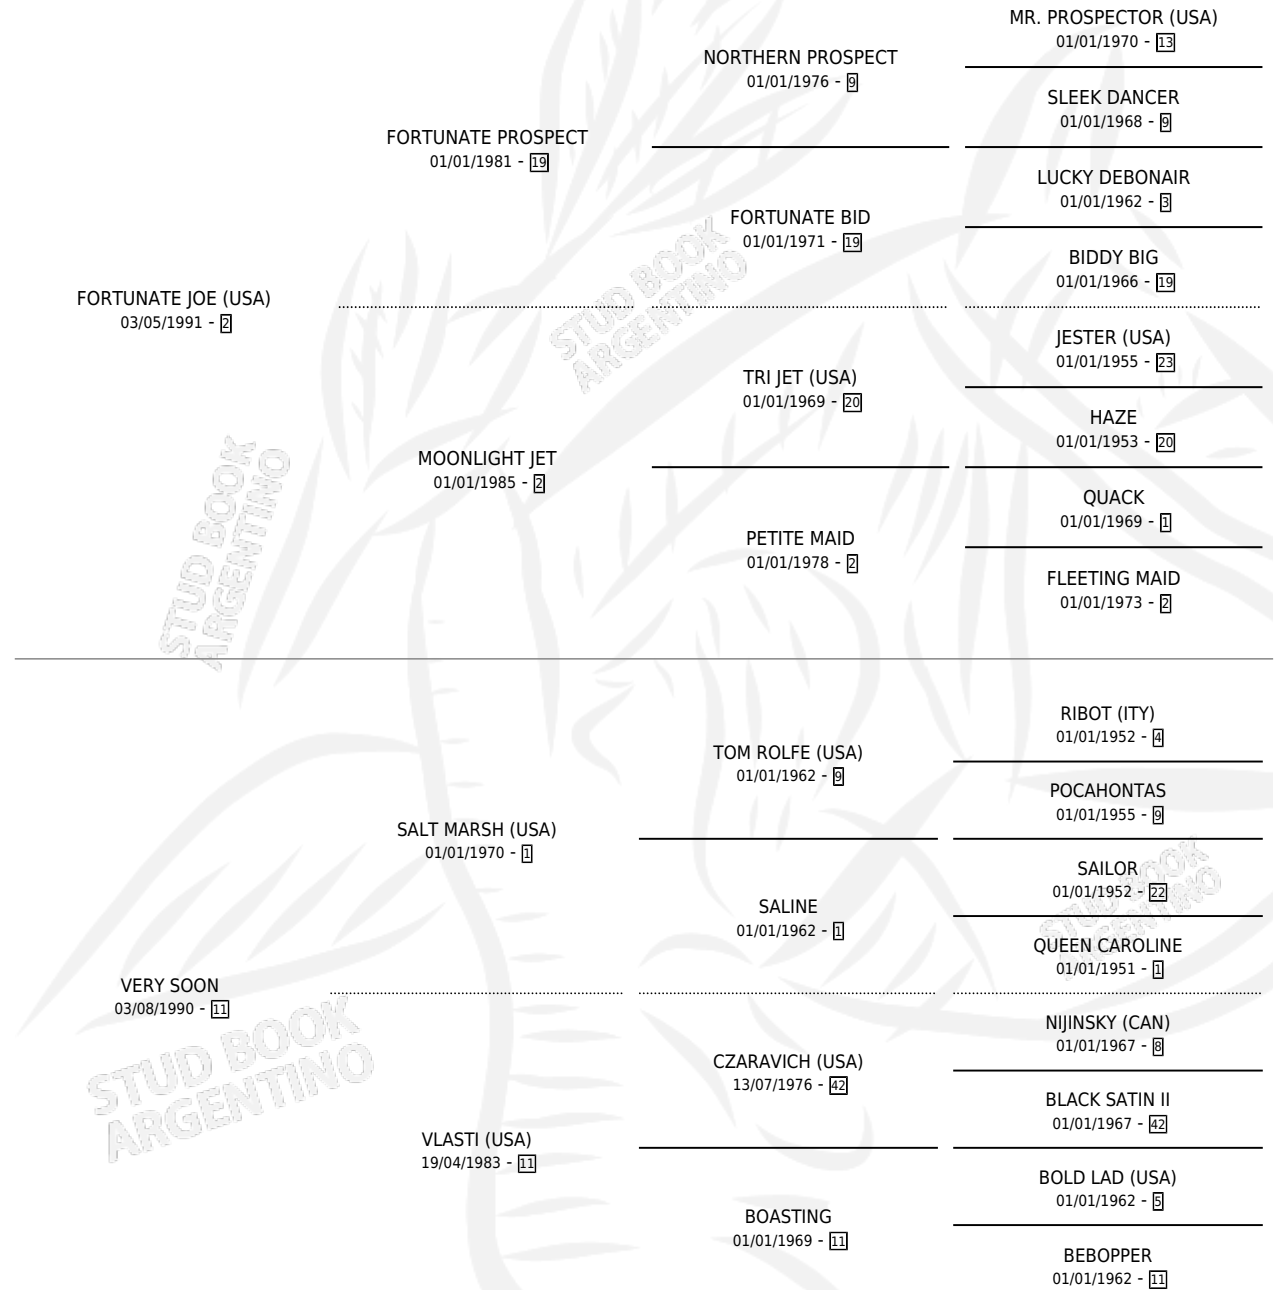 MR. PROSPECTOR (USA)
01/01/1970 - 13
NORTHERN PROSPECT
01/01/1976 - 9
SLEEK DANCER
01/01/1968 - 9
FORTUNATE PROSPECT
01/01/1981 - 19
LUCKY DEBONAIR
01/01/1962 - 3
FORTUNATE BID
01/01/1971 - 19
BIDDY BIG
01/01/1966 - 19
FORTUNATE JOE (USA)
03/05/1991 - 2
JESTER (USA)
01/01/1955 - 23
TRI JET (USA)
01/01/1969 - 20
HAZE
01/01/1953 - 20
MOONLIGHT JET
01/01/1985 - 2
QUACK
01/01/1969 - 1
PETITE MAID
01/01/1978 - 2
FLEETING MAID
01/01/1973 - 2
RIBOT (ITY)
01/01/1952 - 4
TOM ROLFE (USA)
01/01/1962 - 9
POCAHONTAS
01/01/1955 - 9
SALT MARSH (USA)
01/01/1970 - 1
SAILOR
01/01/1952 - 22
SALINE
01/01/1962 - 1
QUEEN CAROLINE
01/01/1951 - 1
VERY SOON
03/08/1990 - 11
NIJINSKY (CAN)
01/01/1967 - 8
CZARAVICH (USA)
13/07/1976 - 42
BLACK SATIN II
01/01/1967 - 42
VLASTI (USA)
19/04/1983 - 11
BOLD LAD (USA)
01/01/1962 - 5
BOASTING
01/01/1969 - 11
BEBOPPER
01/01/1962 - 11
STUD BOOK
ARGENTINO
STUD BOOK
ARGENTINO
STUD BOOK
ARGENTINO
STUD BOOK
ARGENTINO